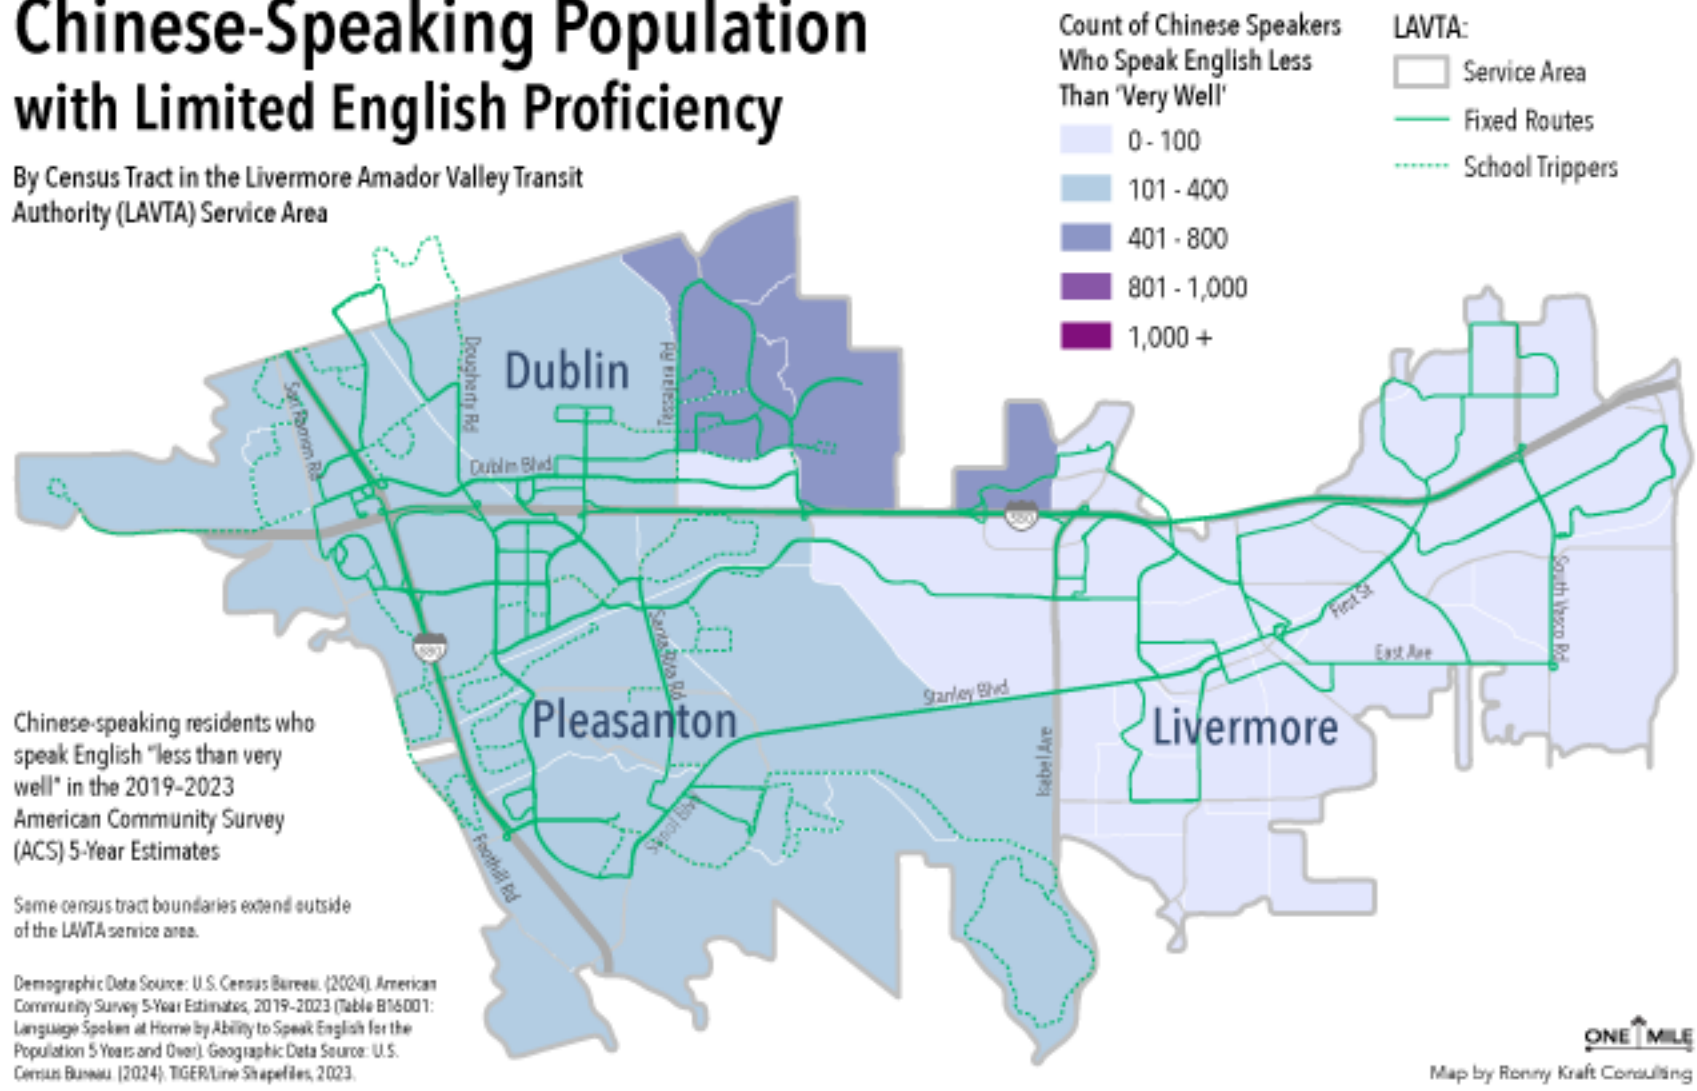 Chinese-Speaking Population
with Limited English Proficiency
By Census Tract in the Livermore Amador Valley Transit
Authority (LAVTA) Service Area
Count of Chinese Speakers
Who Speak English Less
Than 'Very Well'
0 - 100
101 - 400
401 - 800
801 - 1,000
1,000 +
LAVTA:
Service Area
Fixed Routes
School Trippers
Dublin
Dougherty Rd
Tassajara Rd
San Ramon Rd
Dublin Blvd
580
680
Santa Rita Rd
Pleasanton
Stanley Blvd
Isabel Ave
Livermore
First St
East Ave
South Vasco Rd
Sunol Blvd
Foothill Rd
Chinese-speaking residents who
speak English "less than very
well" in the 2019–2023
American Community Survey
(ACS) 5-Year Estimates
Some census tract boundaries extend outside
of the LAVTA service area.
Demographic Data Source: U.S. Census Bureau. (2024). American
Community Survey 5-Year Estimates, 2019–2023 (Table B16001:
Language Spoken at Home by Ability to Speak English for the
Population 5 Years and Over). Geographic Data Source: U.S.
Census Bureau. (2024). TIGER/Line Shapefiles, 2023.
ONE MILE
Map by Ronny Kraft Consulting